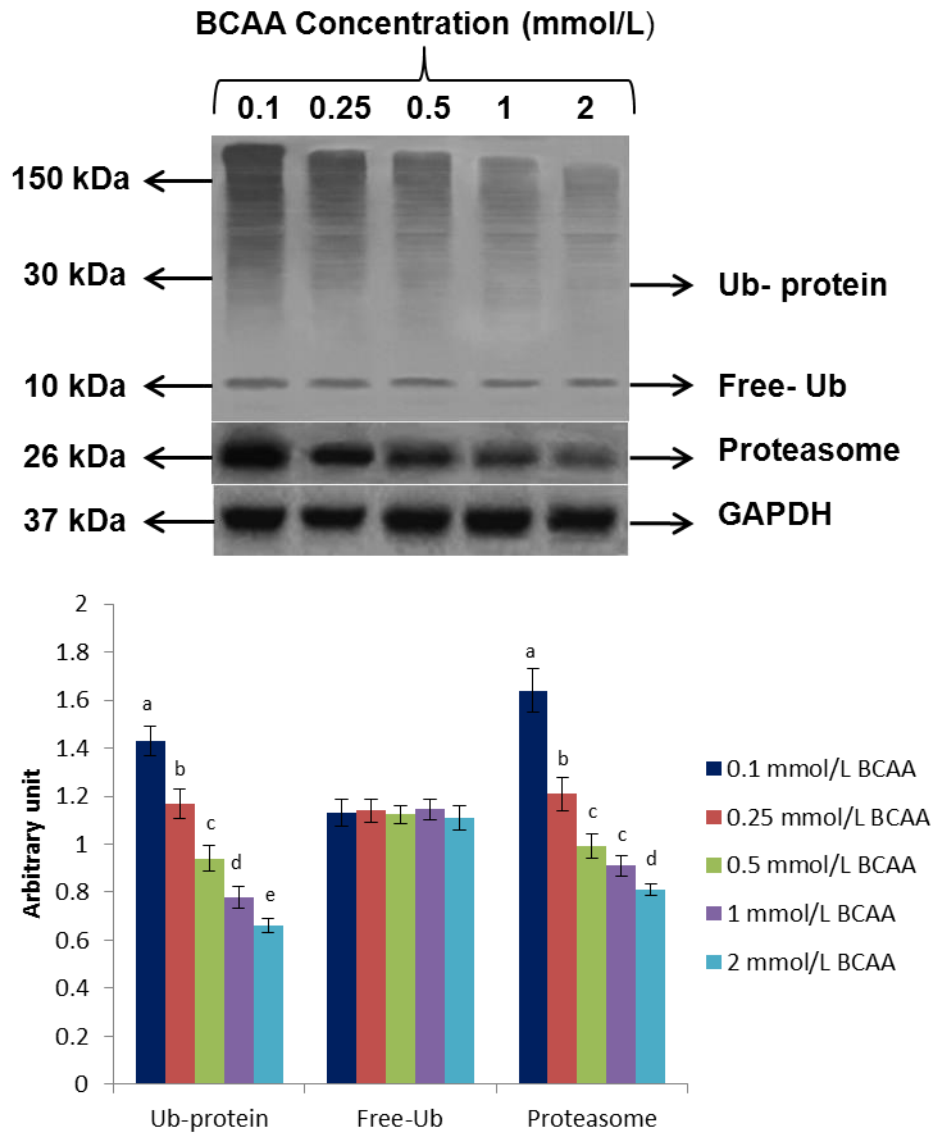 BCAA Concentration (mmol/L)
0.1 0.25 0.5 1 2
150 kDa
30 kDa
Ub- protein
10 kDa
Free- Ub
26 kDa
Proteasome
37 kDa
GAPDH
2
1.8
1.6
1.4
1.2
1
0.8
0.6
0.4
0.2
0
Arbitrary unit
a
b
c
d
e
a
b
c
c
d
Ub-protein Free-Ub Proteasome
0.1 mmol/L BCAA
0.25 mmol/L BCAA
0.5 mmol/L BCAA
1 mmol/L BCAA
2 mmol/L BCAA